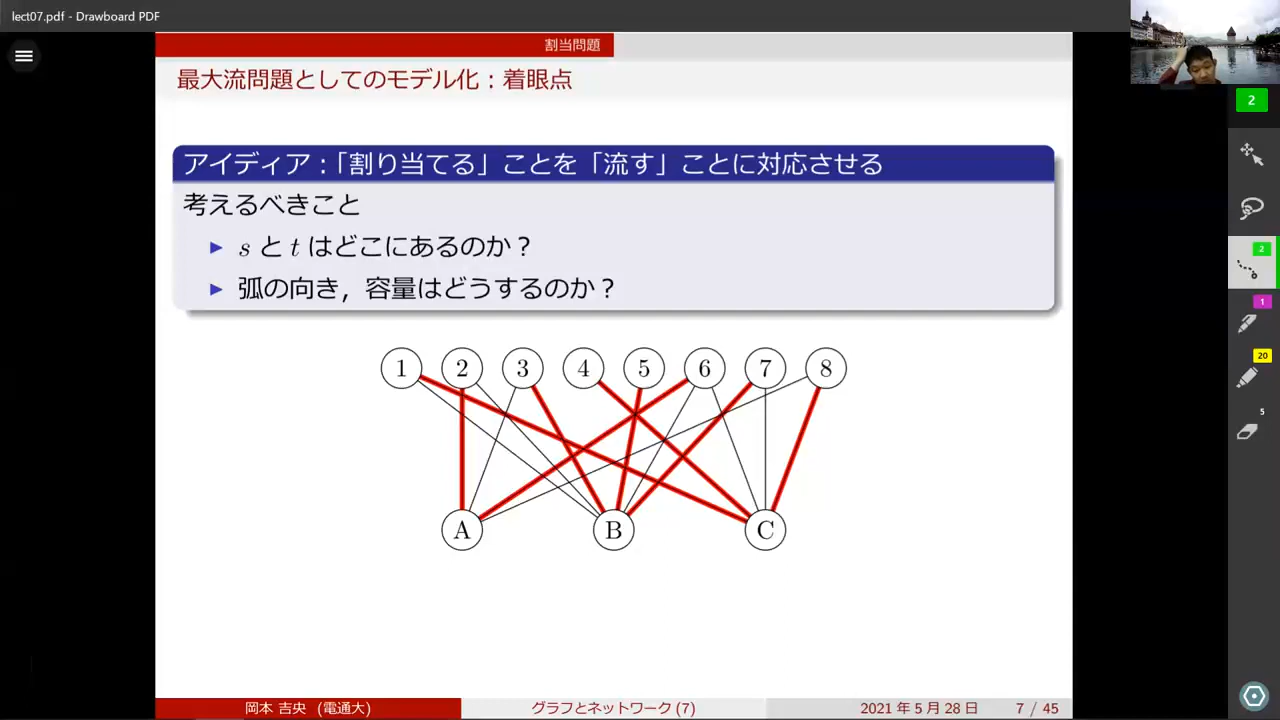 lect07.pdf - Drawboard PDF
割当問題
最大流問題としてのモデル化：着眼点
アイディア：「割り当てる」ことを「流す」ことに対応させる
考えるべきこと
▶ s と t はどこにあるのか？
▶ 弧の向き，容量はどうするのか？
1 2 3 4 5 6 7 8
A B C
2
2
1
20
5
岡本 吉央 (電通大) グラフとネットワーク (7) 2021 年 5 月 28 日 7 / 45